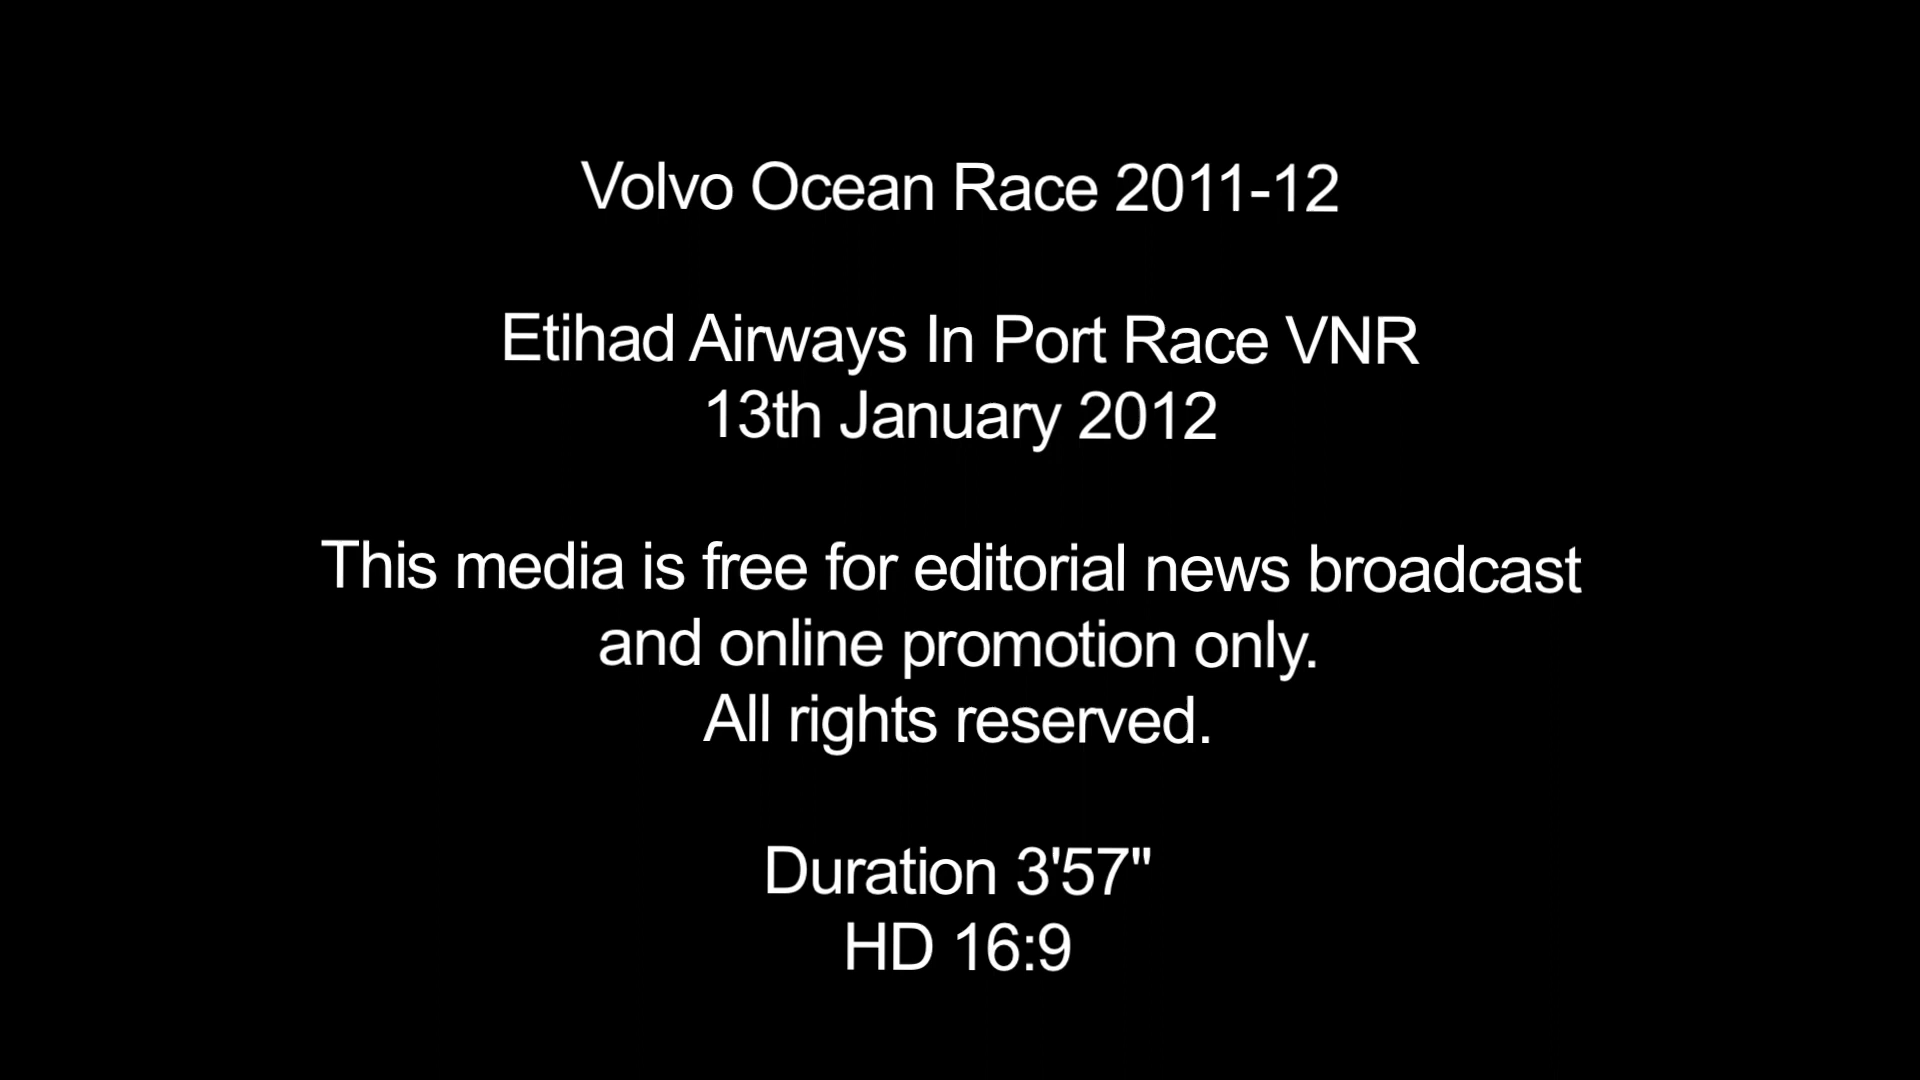 Volvo Ocean Race 2011-12
Etihad Airways In Port Race VNR
13th January 2012
This media is free for editorial news broadcast
and online promotion only.
All rights reserved.
Duration 3'57"
HD 16:9